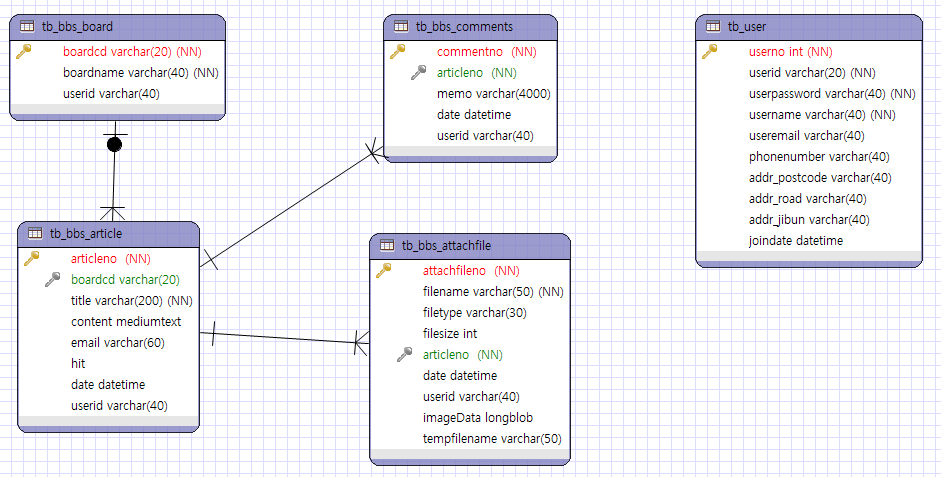 tb_bbs_board
boardcd varchar(20) (NN)
boardname varchar(40) (NN)
userid varchar(40)
tb_bbs_comments
commentno (NN)
articleno (NN)
memo varchar(4000)
date datetime
userid varchar(40)
tb_user
userno int (NN)
userid varchar(20) (NN)
userpassword varchar(40) (NN)
username varchar(40) (NN)
useremail varchar(40)
phonenumber varchar(40)
addr_postcode varchar(40)
addr_road varchar(40)
addr_jibun varchar(40)
joindate datetime
tb_bbs_article
articleno (NN)
boardcd varchar(20)
title varchar(200) (NN)
content mediumtext
email varchar(60)
hit
date datetime
userid varchar(40)
tb_bbs_attachfile
attachfileno (NN)
filename varchar(50) (NN)
filetype varchar(30)
filesize int
articleno (NN)
date datetime
userid varchar(40)
imageData longblob
tempfilename varchar(50)